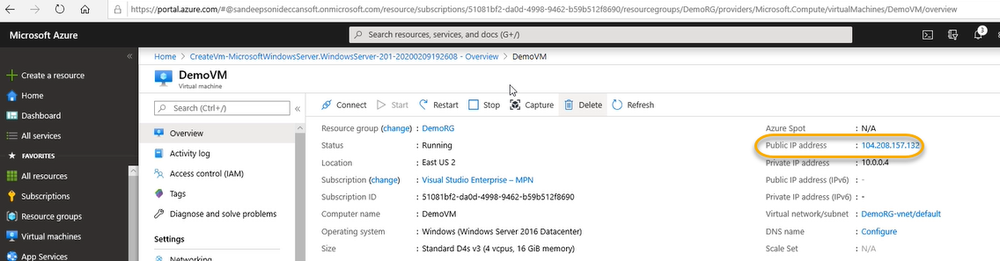 https://portal.azure.com/#@sandeepsonideccansoft.onmicrosoft.com/resource/subscriptions/51081bf2-da0d-4998-9462-b59b512f8690/resourcegroups/DemoRG/providers/Microsoft.Compute/virtualMachines/DemoVM/overview
Microsoft Azure
Search resources, services, and docs (G+/)
3
«
Home > CreateVm-MicrosoftWindowsServer.WindowsServer-201-20200209192608 - Overview > DemoVM
Create a resource
Home
Dashboard
All services
FAVORITES
All resources
Subscriptions
Resource groups
Virtual machines
App Services
DemoVM
Virtual machine
Search (Ctrl+/)
«
Overview
Activity log
Access control (IAM)
Tags
Diagnose and solve problems
Settings
Networking
Connect Start Restart Stop Capture Delete Refresh
Resource group (change) : DemoRG
Status : Running
Location : East US 2
Subscription (change) : Visual Studio Enterprise – MPN
Subscription ID : 51081bf2-da0d-4998-9462-b59b512f8690
Computer name : DemoVM
Operating system : Windows (Windows Server 2016 Datacenter)
Size : Standard D4s v3 (4 vcpus, 16 GiB memory)
Azure Spot : N/A
Public IP address : 104.208.157.132
Private IP address : 10.0.0.4
Public IP address (IPv6) : -
Private IP address (IPv6) : -
Virtual network/subnet : DemoRG-vnet/default
DNS name : Configure
Scale Set : N/A